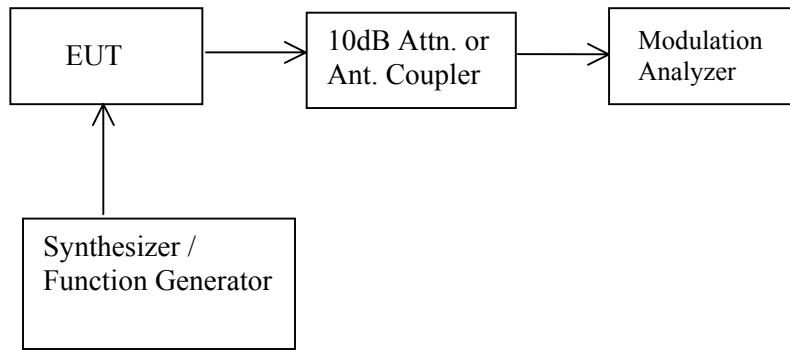 EUT
10dB Attn. or
Ant. Coupler
Modulation
Analyzer
Synthesizer /
Function Generator